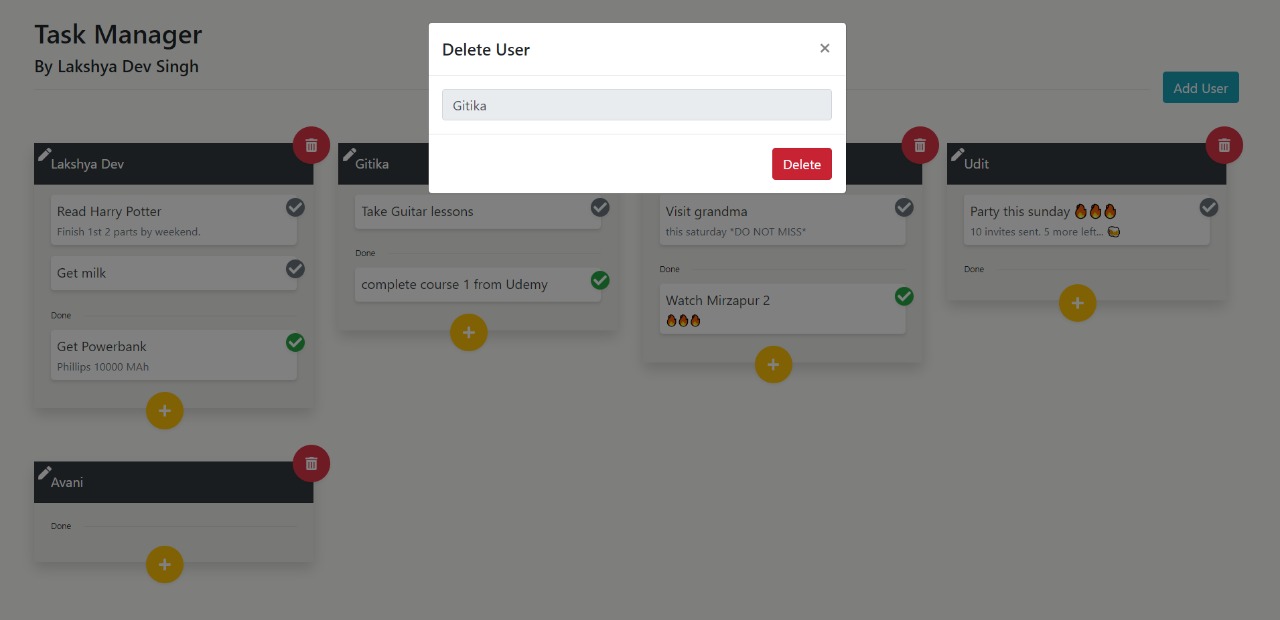 Task Manager
By Lakshya Dev Singh
Delete User
×
Gitika
Delete
Add User
Lakshya Dev
Read Harry Potter
Finish 1st 2 parts by weekend.
Get milk
Done
Get Powerbank
Phillips 10000 MAh
Gitika
Take Guitar lessons
Done
complete course 1 from Udemy
Visit grandma
this saturday "DO NOT MISS"
Done
Watch Mirzapur 2
🔥🔥🔥
Udit
Party this sunday 🔥🔥🔥
10 invites sent. 5 more left... 🍻
Done
Avani
Done